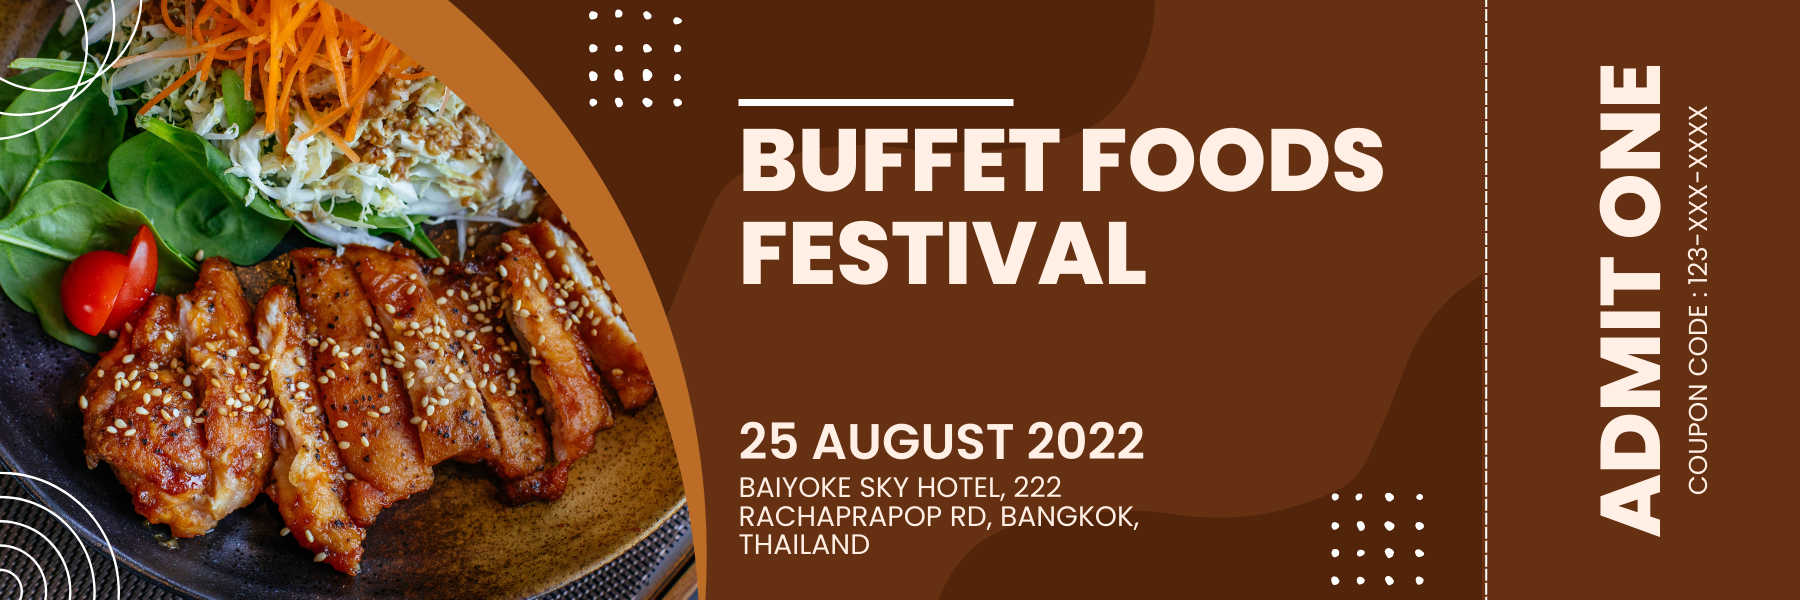 BUFFET FOODS
FESTIVAL
25 AUGUST 2022
BAIYOKE SKY HOTEL, 222
RACHAPRAPOP RD, BANGKOK,
THAILAND
ADMIT ONE
COUPON CODE : 123-XXX-XXXX